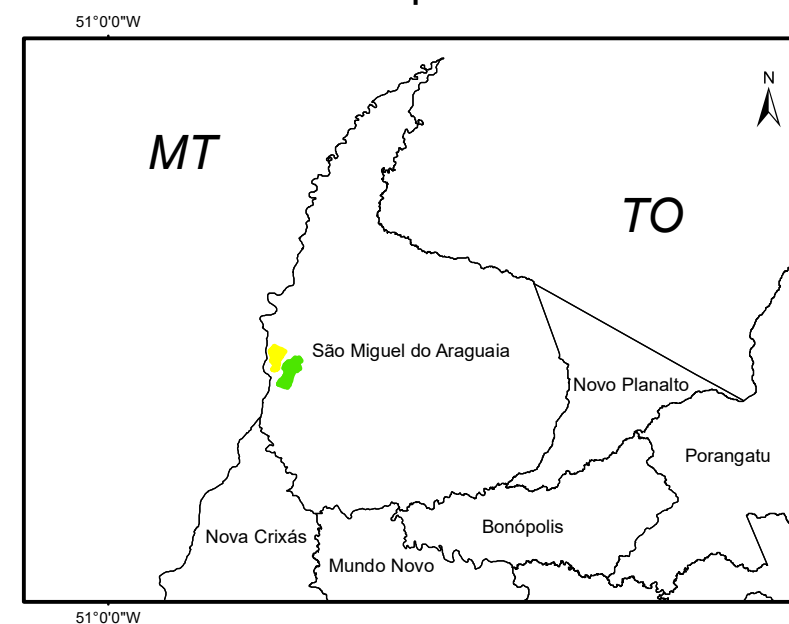 51°0'0"W
N
MT
TO
São Miguel do Araguaia
Novo Planalto
Porangatu
Bonópolis
Nova Crixás
Mundo Novo
51°0'0"W